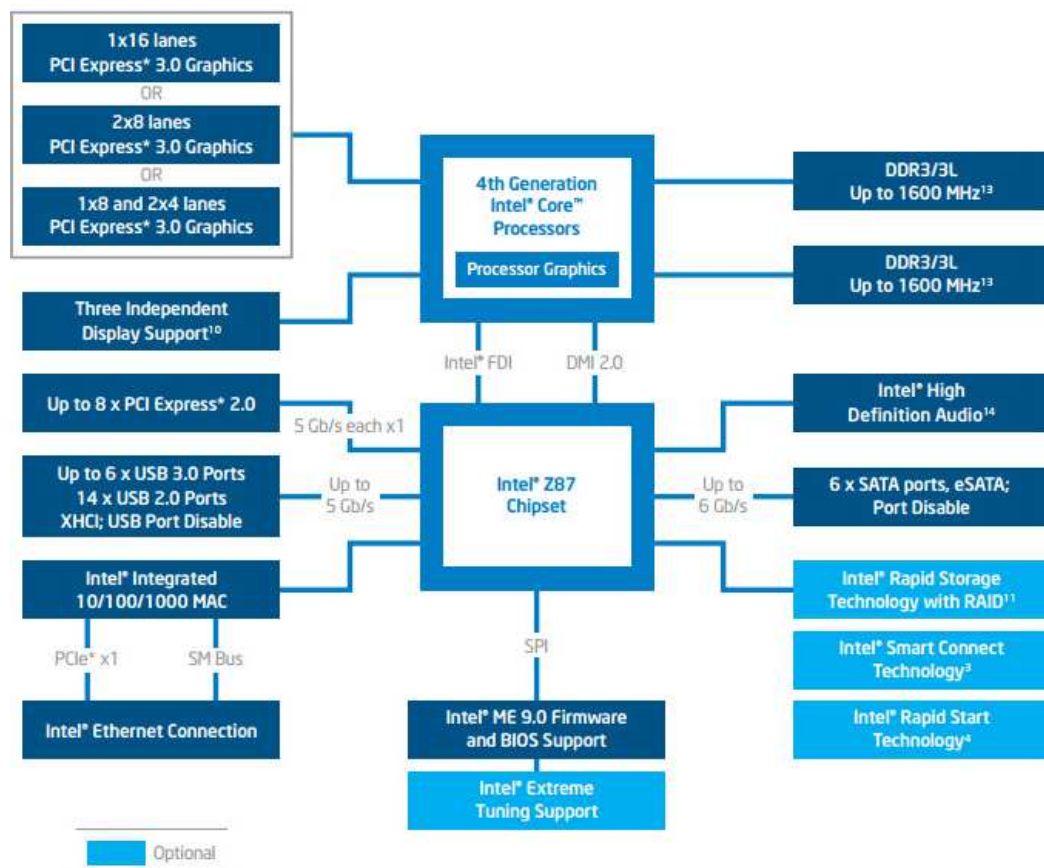 1x16 lanes
PCI Express* 3.0 Graphics
OR
2x8 lanes
PCI Express* 3.0 Graphics
OR
1x8 and 2x4 lanes
PCI Express* 3.0 Graphics
4th Generation
Intel® Core™
Processors
Processor Graphics
DDR3/3L
Up to 1600 MHz¹³
DDR3/3L
Up to 1600 MHz¹³
Three Independent
Display Support¹⁰
Intel® FDI
DMI 2.0
Up to 8 x PCI Express* 2.0
5 Gb/s each x1
Intel® High
Definition Audio¹⁴
Up to 6 x USB 3.0 Ports
14 x USB 2.0 Ports
XHCI; USB Port Disable
Up to
5 Gb/s
Intel® Z87
Chipset
Up to
6 Gb/s
6 x SATA ports, eSATA;
Port Disable
Intel® Integrated
10/100/1000 MAC
Intel® Rapid Storage
Technology with RAID¹¹
PCIe* x1
SM Bus
SPI
Intel® Smart Connect
Technology³
Intel® Ethernet Connection
Intel® ME 9.0 Firmware
and BIOS Support
Intel® Rapid Start
Technology⁴
Intel® Extreme
Tuning Support
Optional